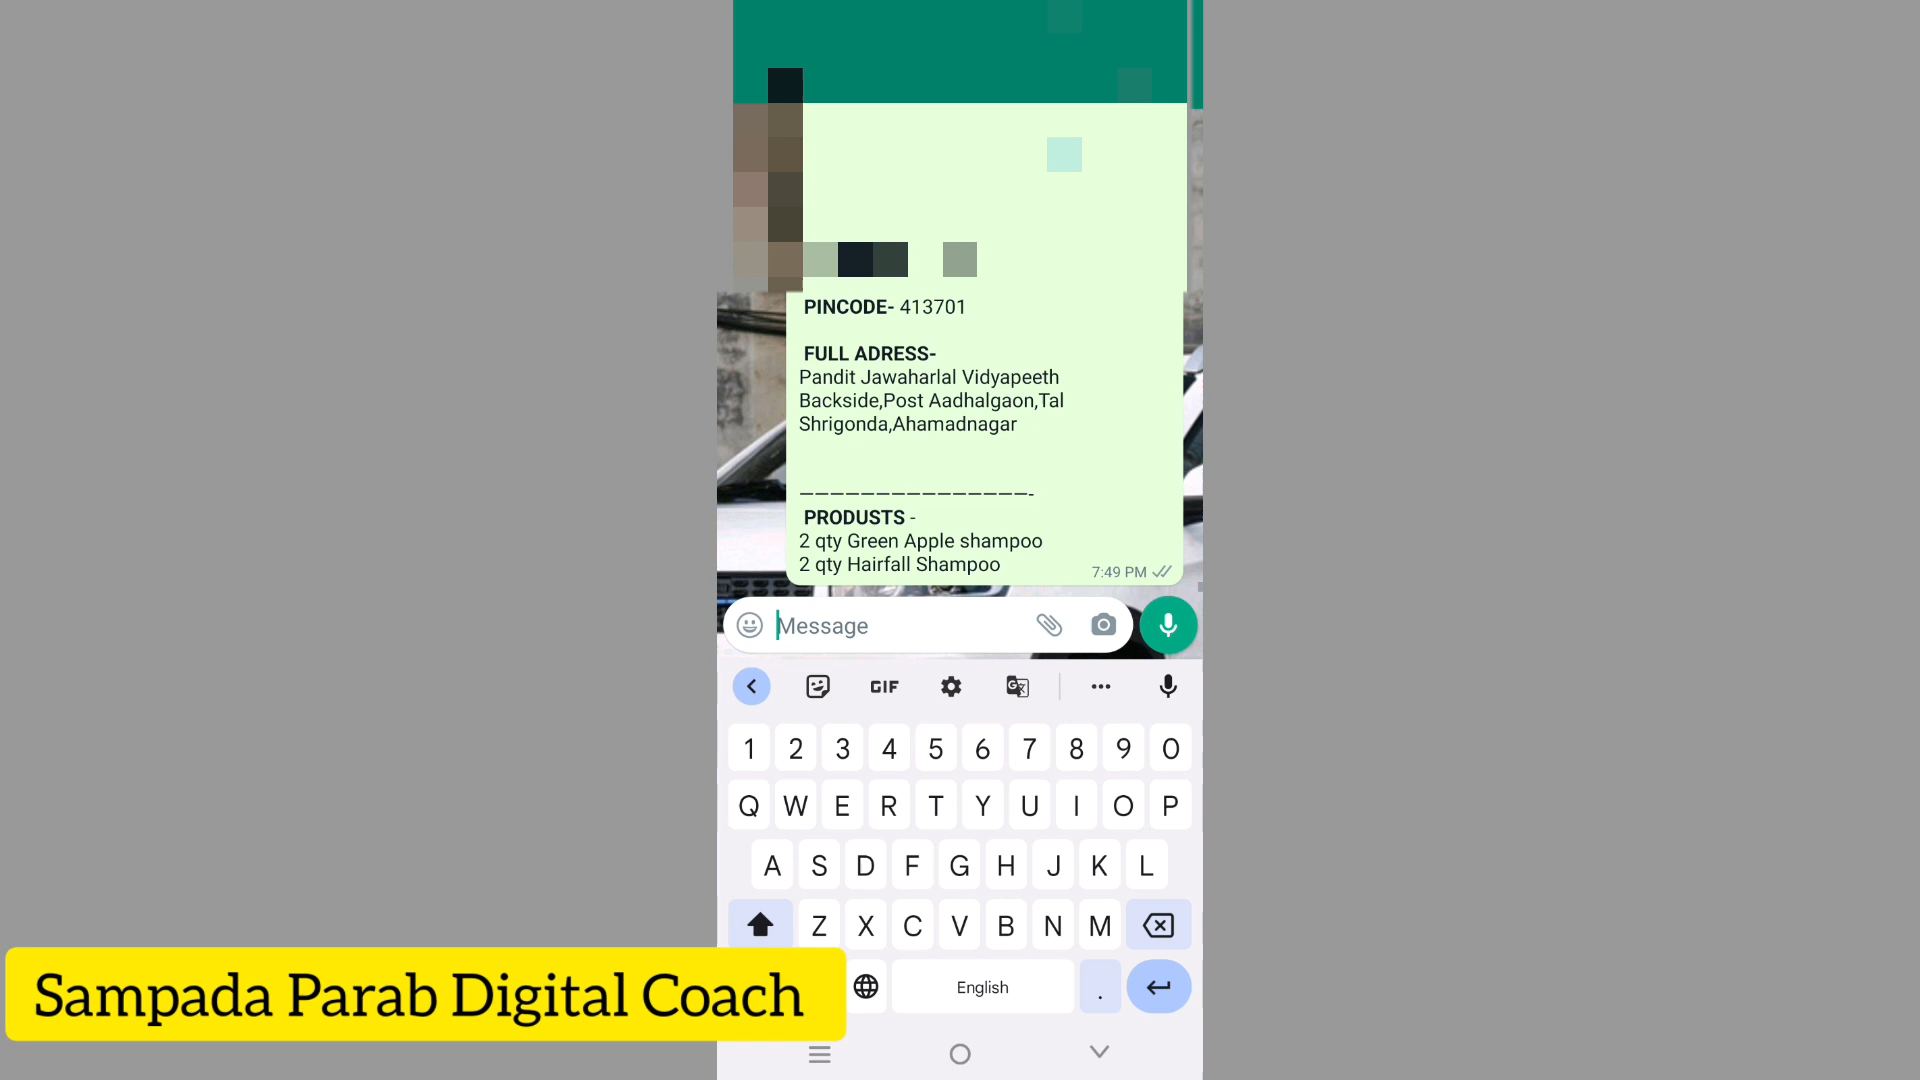 PINCODE- 413701
FULL ADRESS-
Pandit Jawaharlal Vidyapeeth
Backside,Post Aadhalgaon,Tal
Shrigonda,Ahamadnagar
———————————————-
PRODUSTS -
2 qty Green Apple shampoo
2 qty Hairfall Shampoo
7:49 PM
Message
GIF
1 2 3 4 5 6 7 8 9 0
Q W E R T Y U I O P
A S D F G H J K L
Z X C V B N M
English .
Sampada Parab Digital Coach